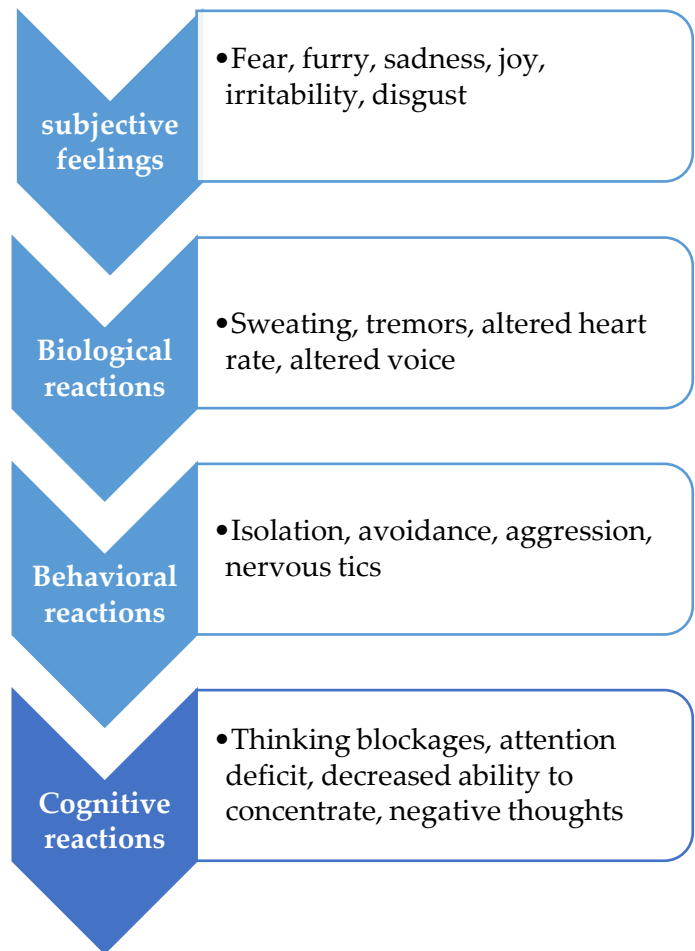 subjective
feelings
•Fear, furry, sadness, joy,
irritability, disgust
Biological
reactions
•Sweating, tremors, altered heart
rate, altered voice
Behavioral
reactions
•Isolation, avoidance, aggression,
nervous tics
Cognitive
reactions
•Thinking blockages, attention
deficit, decreased ability to
concentrate, negative thoughts